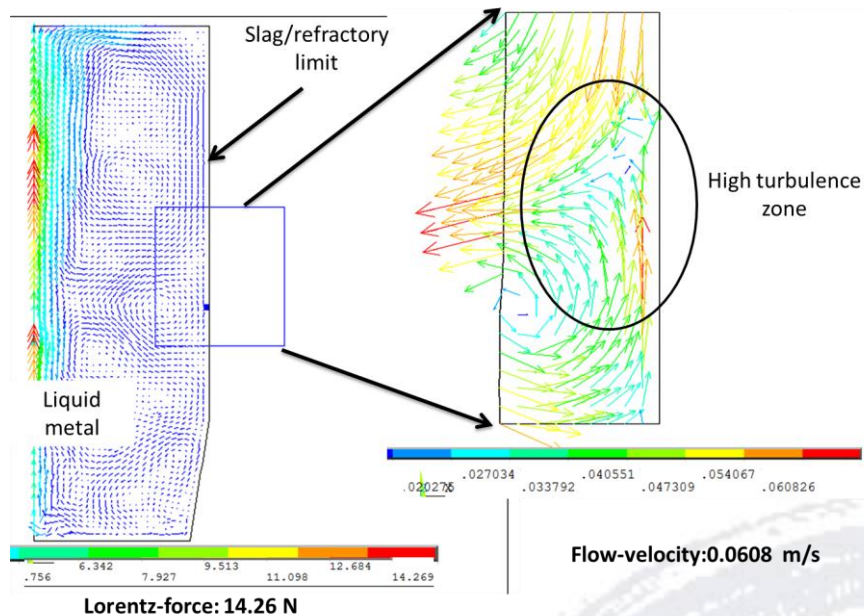 Slag/refractory
limit
High turbulence
zone
Liquid
metal
.027034 .040551 .054067
.020275 .033792 .047309 .060826
X
6.342 9.513 12.684
.756 7.927 11.098 14.269
Flow-velocity:0.0608 m/s
Lorentz-force: 14.26 N